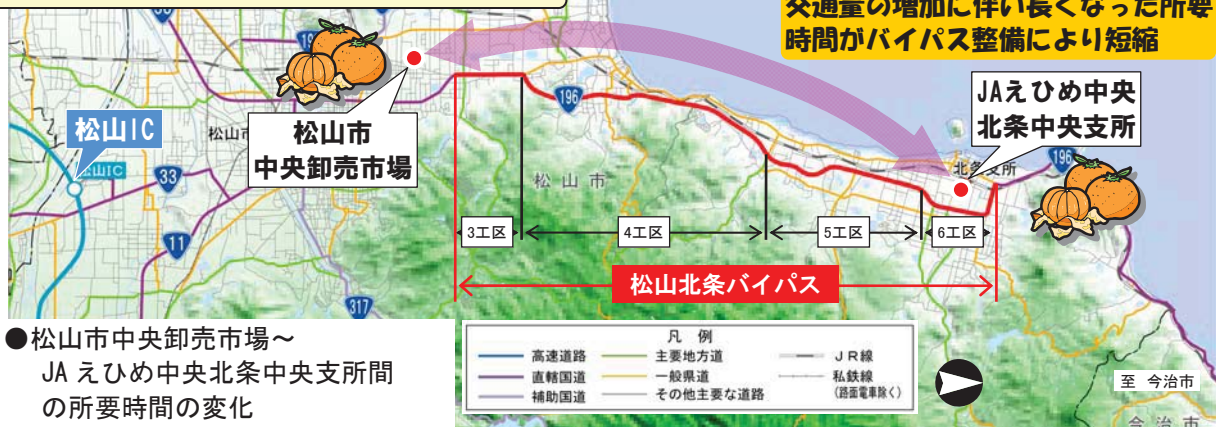 交通量の増加に伴い長くなった所要
時間がバイパス整備により短縮
JAえひめ中央
北条中央支所
196
196
松山IC
松山市
中央卸売市場
33
11
317
松山市
3工区
4工区
5工区
6工区
松山北条バイパス
●松山市中央卸売市場～
JA えひめ中央北条中央支所間
の所要時間の変化
凡 例
高速道路
主要地方道
JR線
直轄国道
一般県道
私鉄線
補助国道
その他主要な道路
(路面電車除く)
至 今治市
今治市